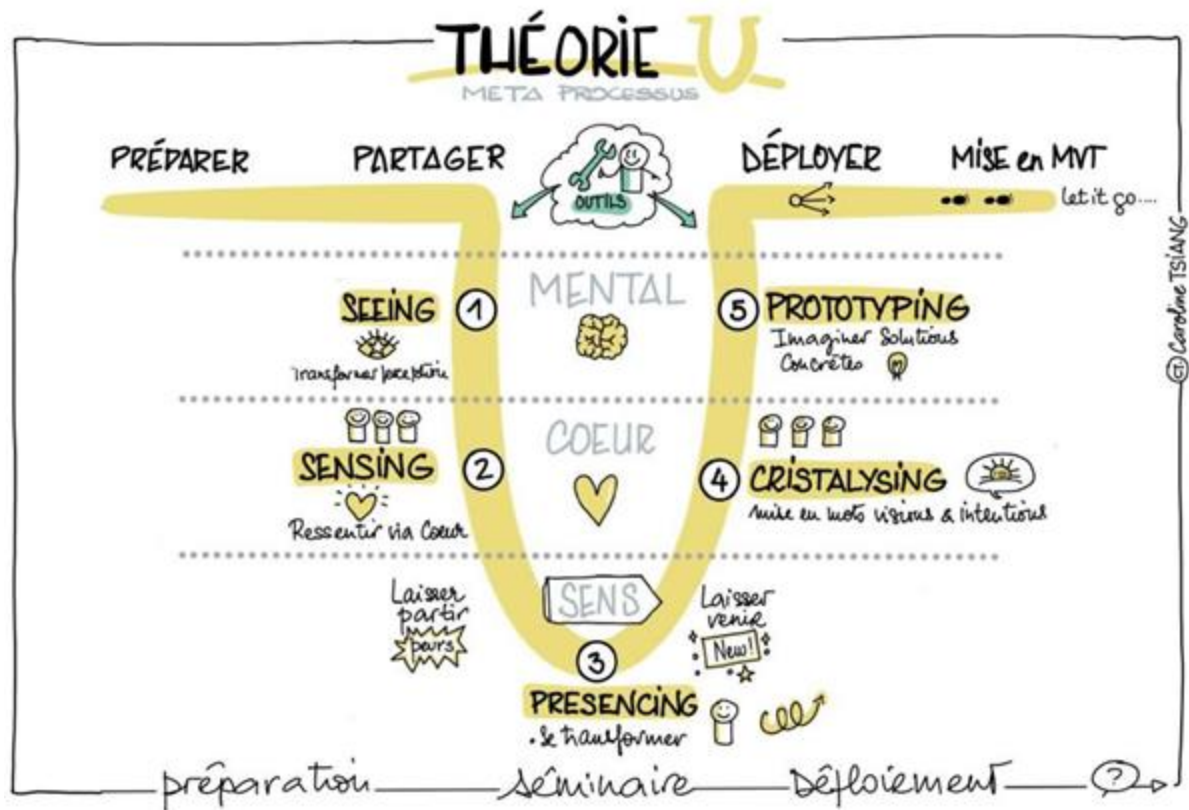 THÉORIE U
META PROCESSUS
PRÉPARER
PARTAGER
OUTILS
DÉPLOYER
MISE en MVT
let it go....
MENTAL
SEEING
1
transformer perception
5
PROTOTYPING
Imaginer Solutions
Concrètes
COEUR
SENSING
2
Ressentir via Coeur
4
CRISTALYSING
mise en mots visions & intentions
SENS
Laisser
partir
peurs
Laisser
venir
New!
3
PRESENCING
• se transformer
préparation
séminaire
Déploiement
?
CT. Caroline TSIANG